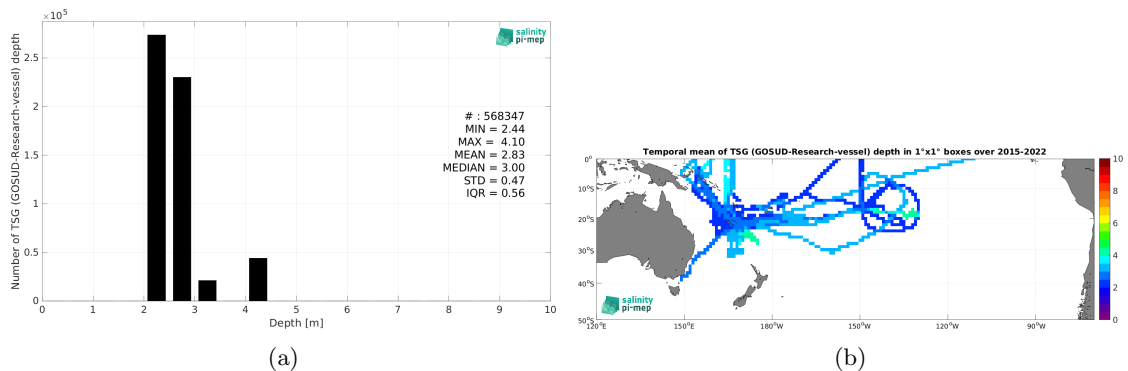 ×10⁵
2.5
2
1.5
1
0.5
0
0 1 2 3 4 5 6 7 8 9 10
Number of TSG (GOSUD-Research-vessel) depth
Depth [m]
salinity
pi-mep
# : 568347
MIN = 2.44
MAX = 4.10
MEAN = 2.83
MEDIAN = 3.00
STD = 0.47
IQR = 0.56
(a)
Temporal mean of TSG (GOSUD-Research-vessel) depth in 1°x1° boxes over 2015-2022
0°
10°S
20°S
30°S
40°S
50°S
120°E 150°E 180°W 150°W 120°W 90°W
salinity
pi-mep
10
8
6
4
2
0
(b)